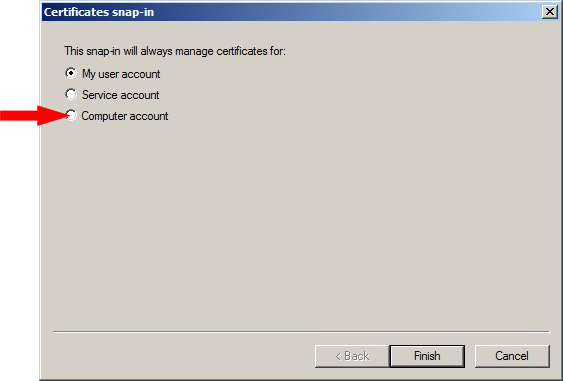 Certificates snap-in
This snap-in will always manage certificates for:
My user account
Service account
Computer account
< Back
Finish
Cancel